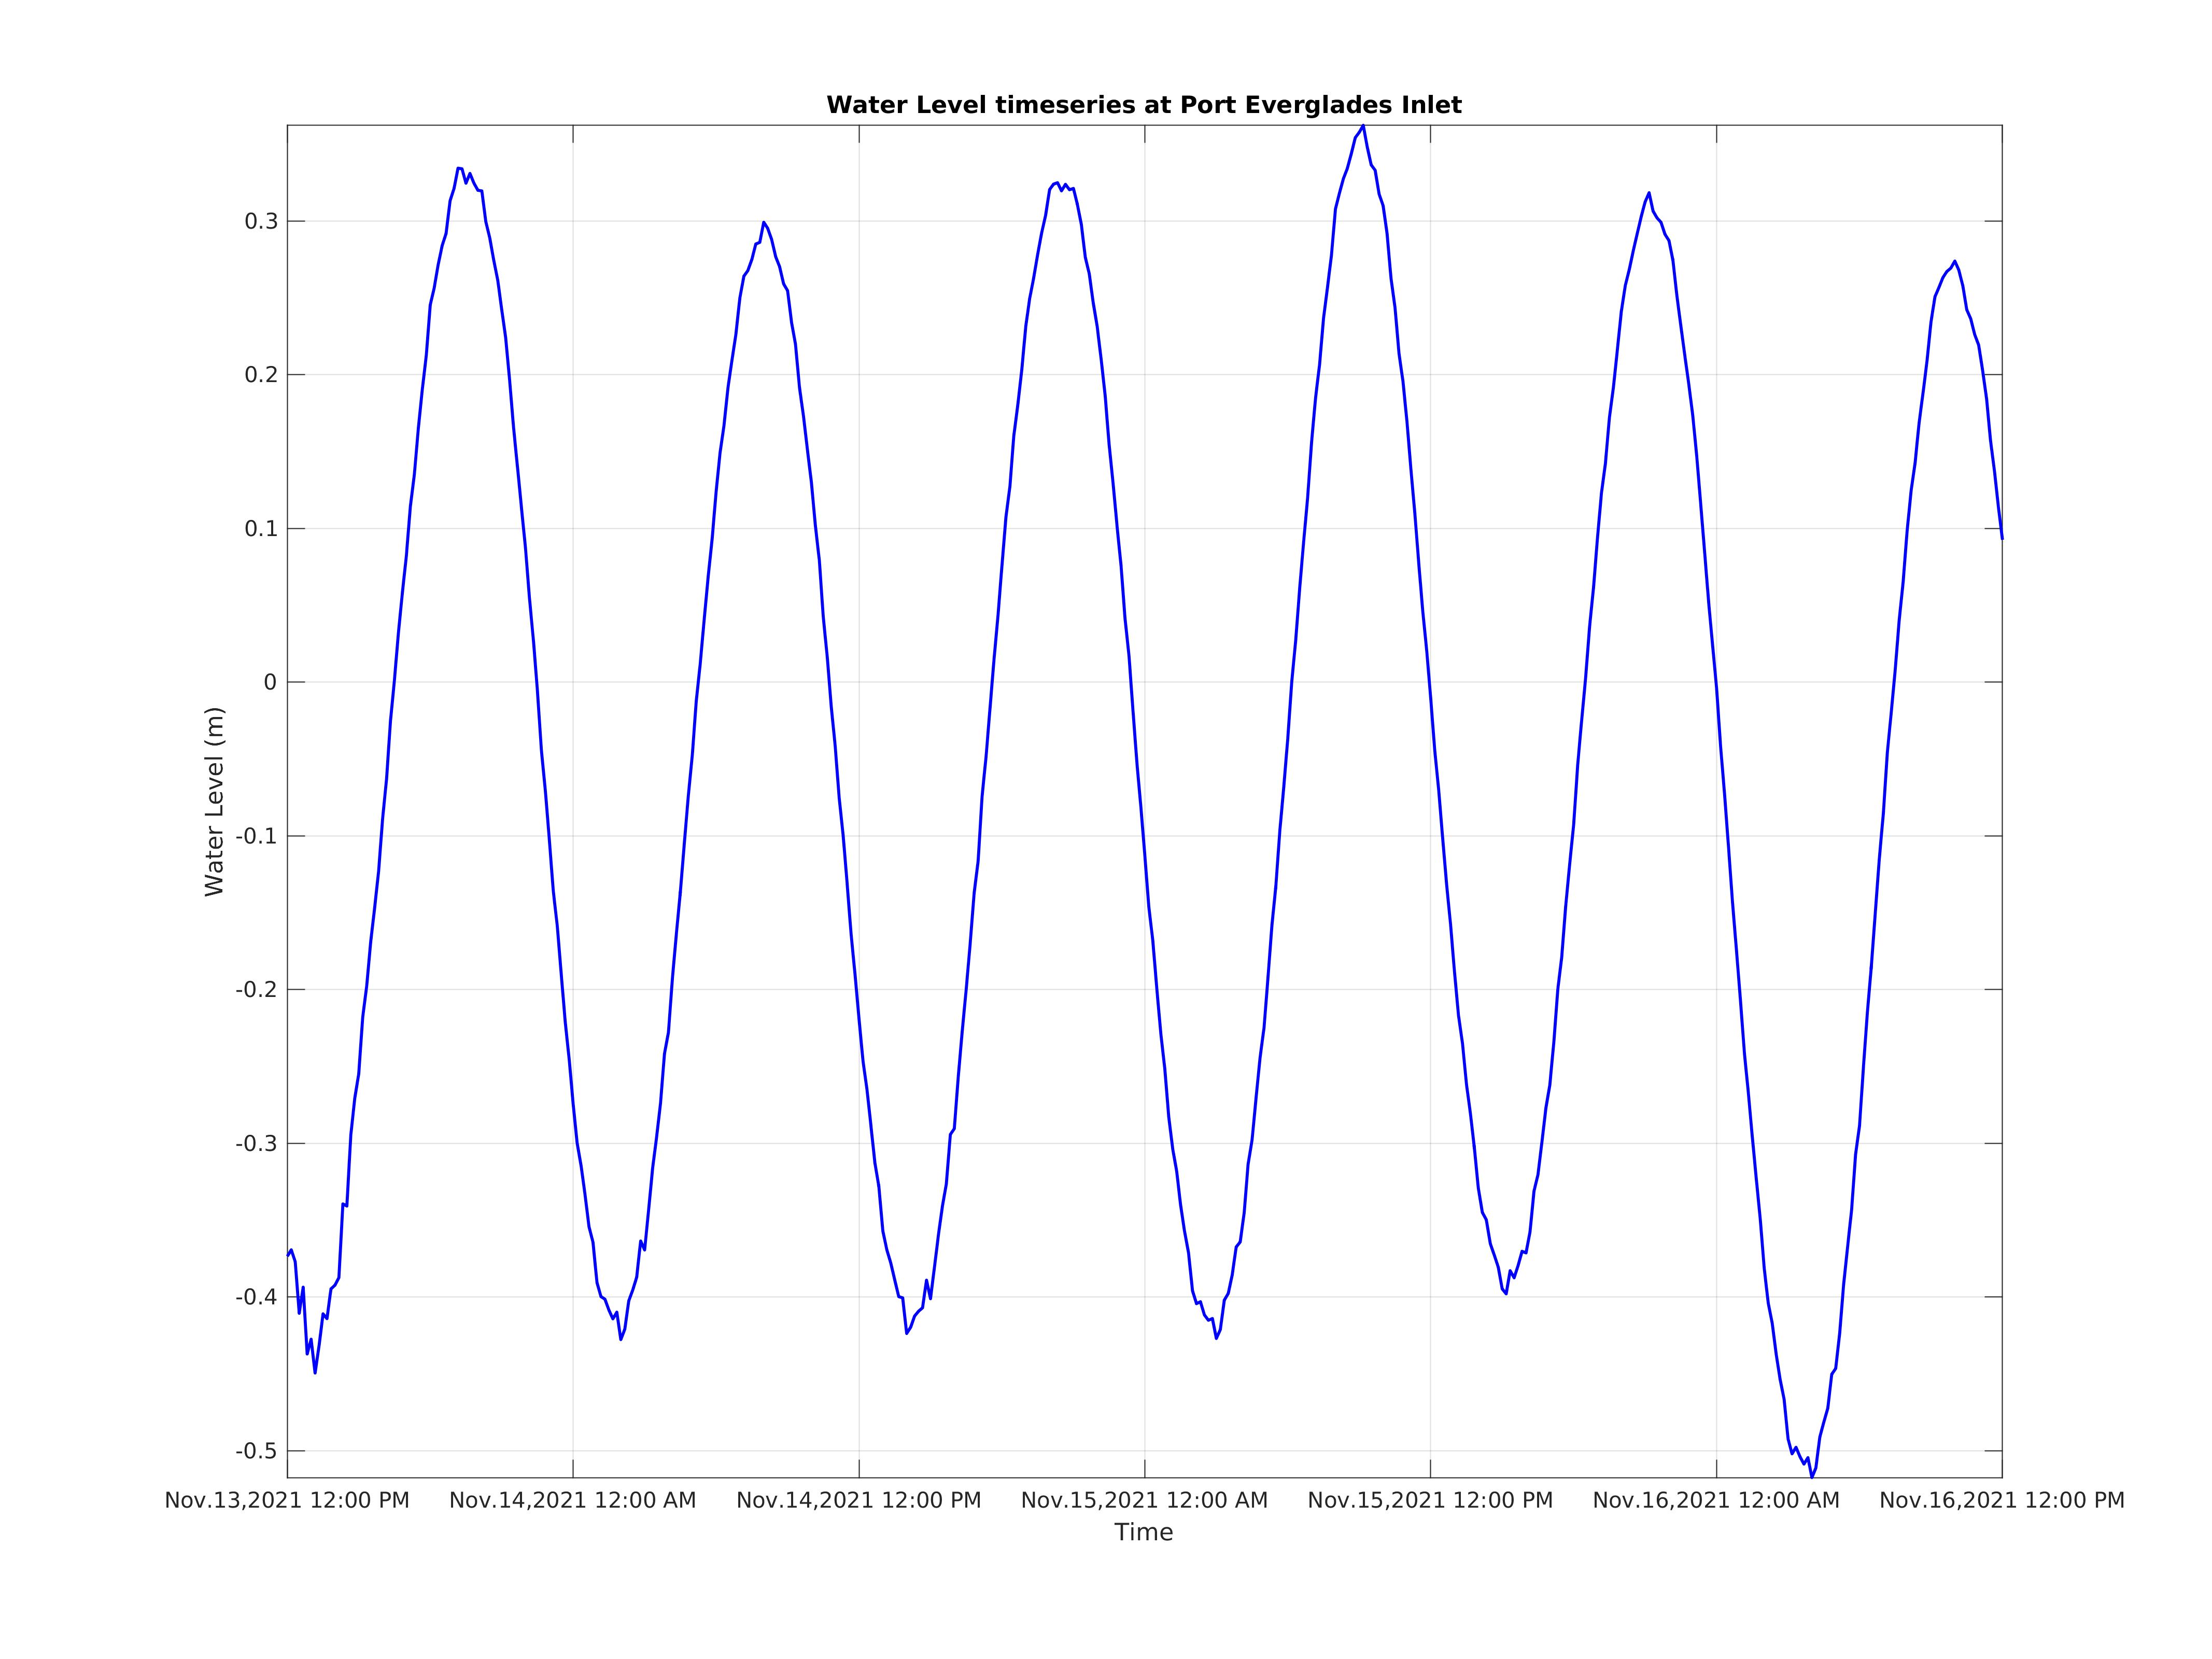 Water Level timeseries at Port Everglades Inlet
0.3
0.2
0.1
0
-0.1
-0.2
-0.3
-0.4
-0.5
Water Level (m)
Nov.13,2021 12:00 PM Nov.14,2021 12:00 AM Nov.14,2021 12:00 PM Nov.15,2021 12:00 AM Nov.15,2021 12:00 PM Nov.16,2021 12:00 AM Nov.16,2021 12:00 PM
Time